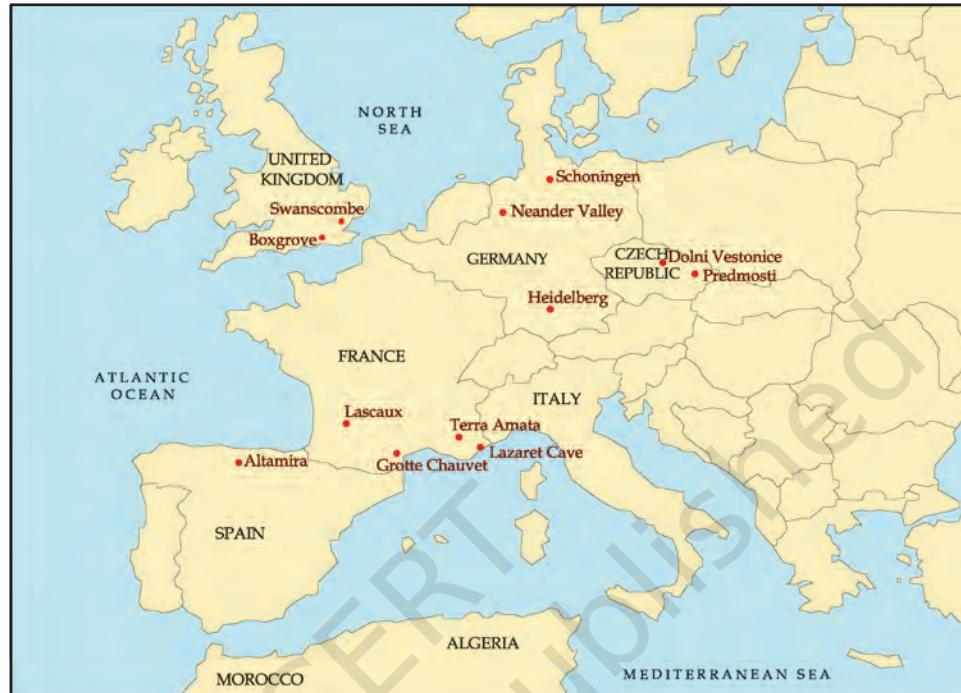 NORTH
SEA
UNITED
KINGDOM
Schoningen
Swanscombe
Neander Valley
Boxgrove
GERMANY
CZECH
REPUBLIC
Dolni Vestonice
Predmosti
Heidelberg
FRANCE
ATLANTIC
OCEAN
ITALY
Lascaux
Terra Amata
Lazaret Cave
Grotte Chauvet
Altamira
SPAIN
ALGERIA
MOROCCO
MEDITERRANEAN SEA